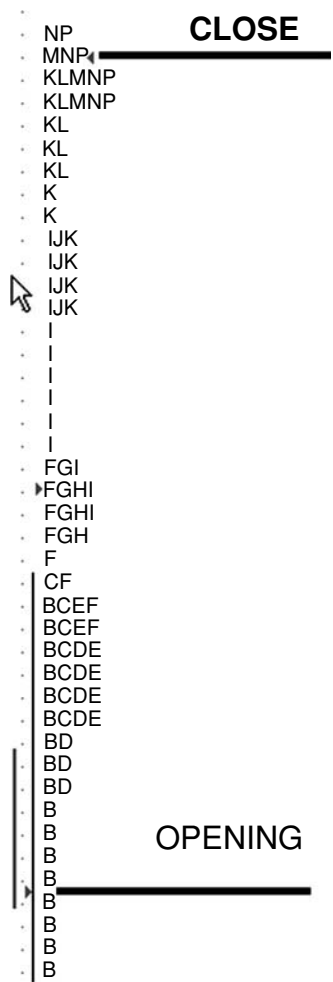 CLOSE
NP
MNP
KLMNP
KLMNP
KL
KL
KL
K
K
IJK
IJK
IJK
IJK
I
I
I
I
I
I
FGI
FGHI
FGHI
FGH
F
CF
BCEF
BCEF
BCDE
BCDE
BCDE
BCDE
BD
BD
BD
B
B
OPENING
B
B
B
B
B
B